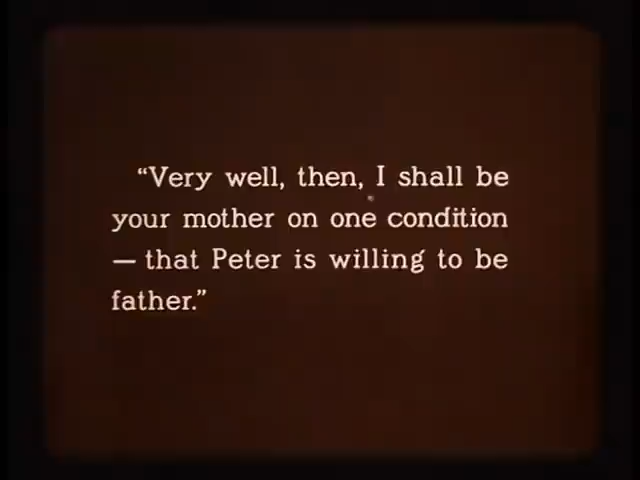 “Very well, then, I shall be
your mother on one condition
— that Peter is willing to be
father.”